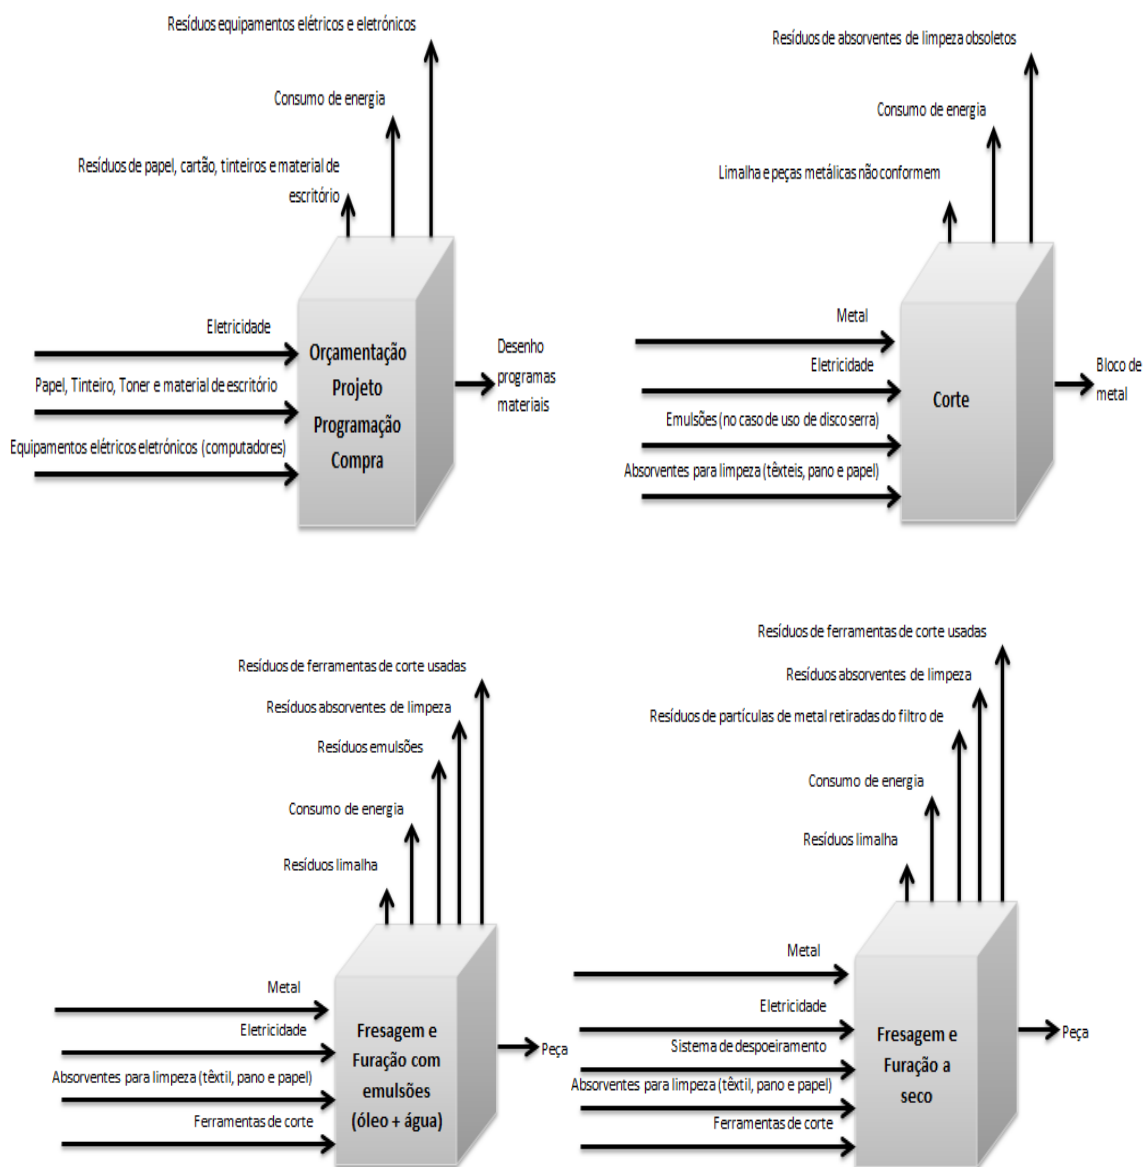 Resíduos equipamentos elétricos e eletrónicos
Consumo de energia
Resíduos de papel, cartão, tinteiros e material de
escritório
Eletricidade
Papel, Tinteiro, Toner e material de escritório
Equipamentos elétricos eletrónicos (computadores)
Orçamentação
Projeto
Programação
Compra
Desenho
programas
materiais
Resíduos de absorventes de limpeza obsoletos
Consumo de energia
Limalha e peças metálicas não conformem
Metal
Eletricidade
Emulsões (no caso de uso de disco serra)
Absorventes para limpeza (têxteis, pano e papel)
Corte
Bloco de
metal
Resíduos de ferramentas de corte usadas
Resíduos absorventes de limpeza
Resíduos emulsões
Consumo de energia
Resíduos limalha
Metal
Eletricidade
Absorventes para limpeza (têxtil, pano e papel)
Ferramentas de corte
Fresagem e
Furação com
emulsões
(óleo + água)
Peça
Resíduos de ferramentas de corte usadas
Resíduos absorventes de limpeza
Resíduos de partículas de metal retiradas do filtro de
Consumo de energia
Resíduos limalha
Metal
Eletricidade
Sistema de despoeiramento
Absorventes para limpeza (têxtil, pano e papel)
Ferramentas de corte
Fresagem e
Furação a
seco
Peça